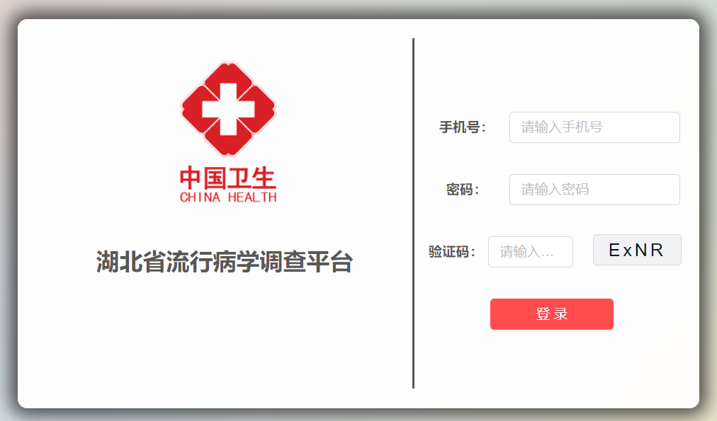 中国卫生
CHINA HEALTH
湖北省流行病学调查平台
手机号： 请输入手机号
密码： 请输入密码
验证码： 请输入... ExNR
登录